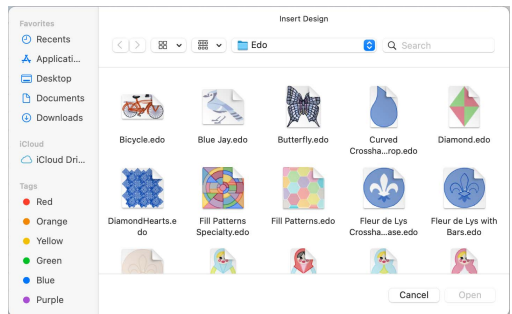 Insert Design
Favorites
Recents
Applicati...
Desktop
Documents
Downloads
iCloud
iCloud Dri...
Tags
Red
Orange
Yellow
Green
Blue
Purple
Edo
Search
Bicycle.edo
Blue Jay.edo
Butterfly.edo
Curved
Crossha...rop.edo
Diamond.edo
DiamondHearts.e
do
Fill Patterns
Specialty.edo
Fill Patterns.edo
Fleur de Lys
Crossha...ase.edo
Fleur de Lys with
Bars.edo
Cancel
Open